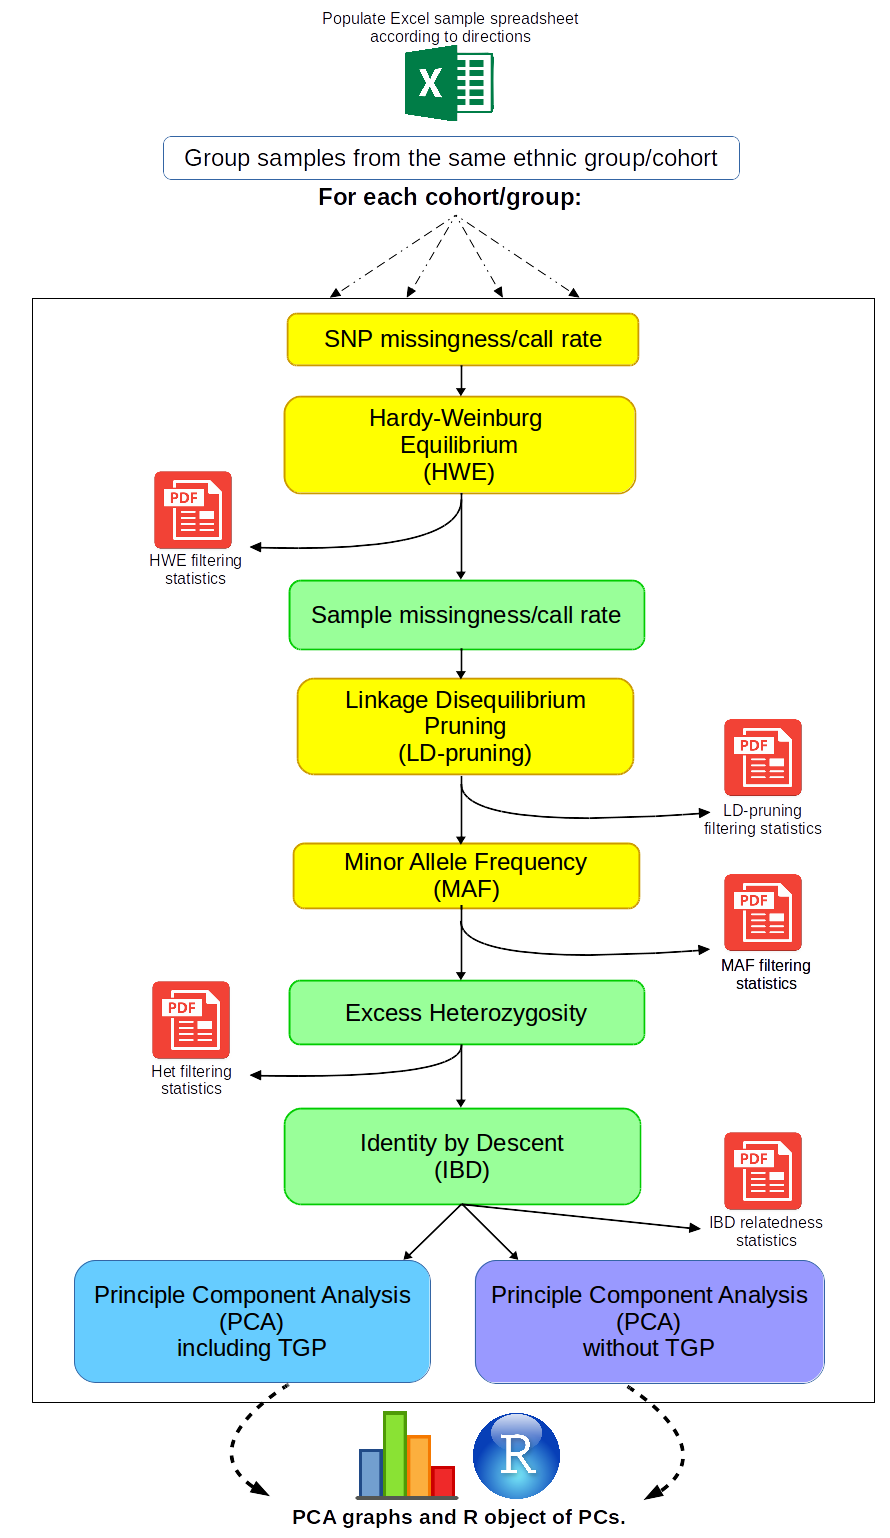 Populate Excel sample spreadsheet
according to directions
X
Group samples from the same ethnic group/cohort
For each cohort/group:
SNP missingness/call rate
Hardy-Weinburg
Equilibrium
(HWE)
PDF
HWE filtering
statistics
Sample missingness/call rate
Linkage Disequilibrium
Pruning
(LD-pruning)
PDF
LD-pruning
filtering statistics
Minor Allele Frequency
(MAF)
PDF
MAF filtering
statistics
Excess Heterozygosity
PDF
Het filtering
statistics
Identity by Descent
(IBD)
PDF
IBD relatedness
statistics
Principle Component Analysis
(PCA)
including TGP
Principle Component Analysis
(PCA)
without TGP
R
PCA graphs and R object of PCs.